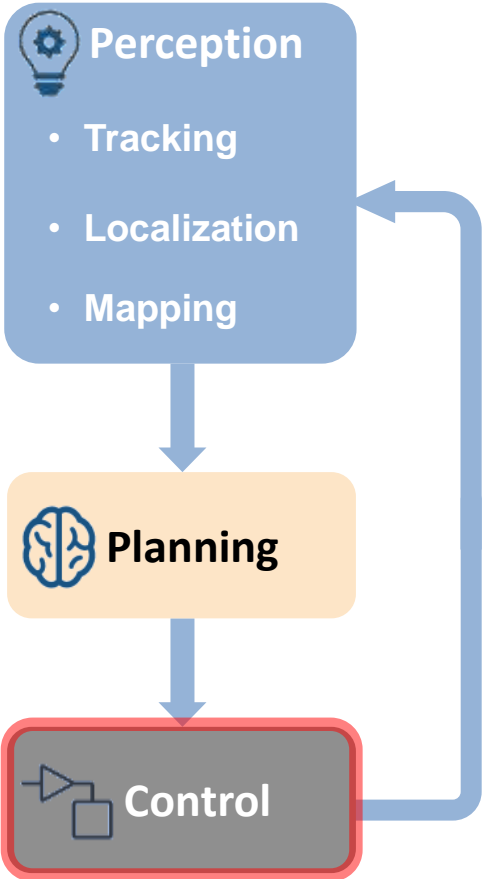 Perception
• Tracking
• Localization
• Mapping
Planning
Control